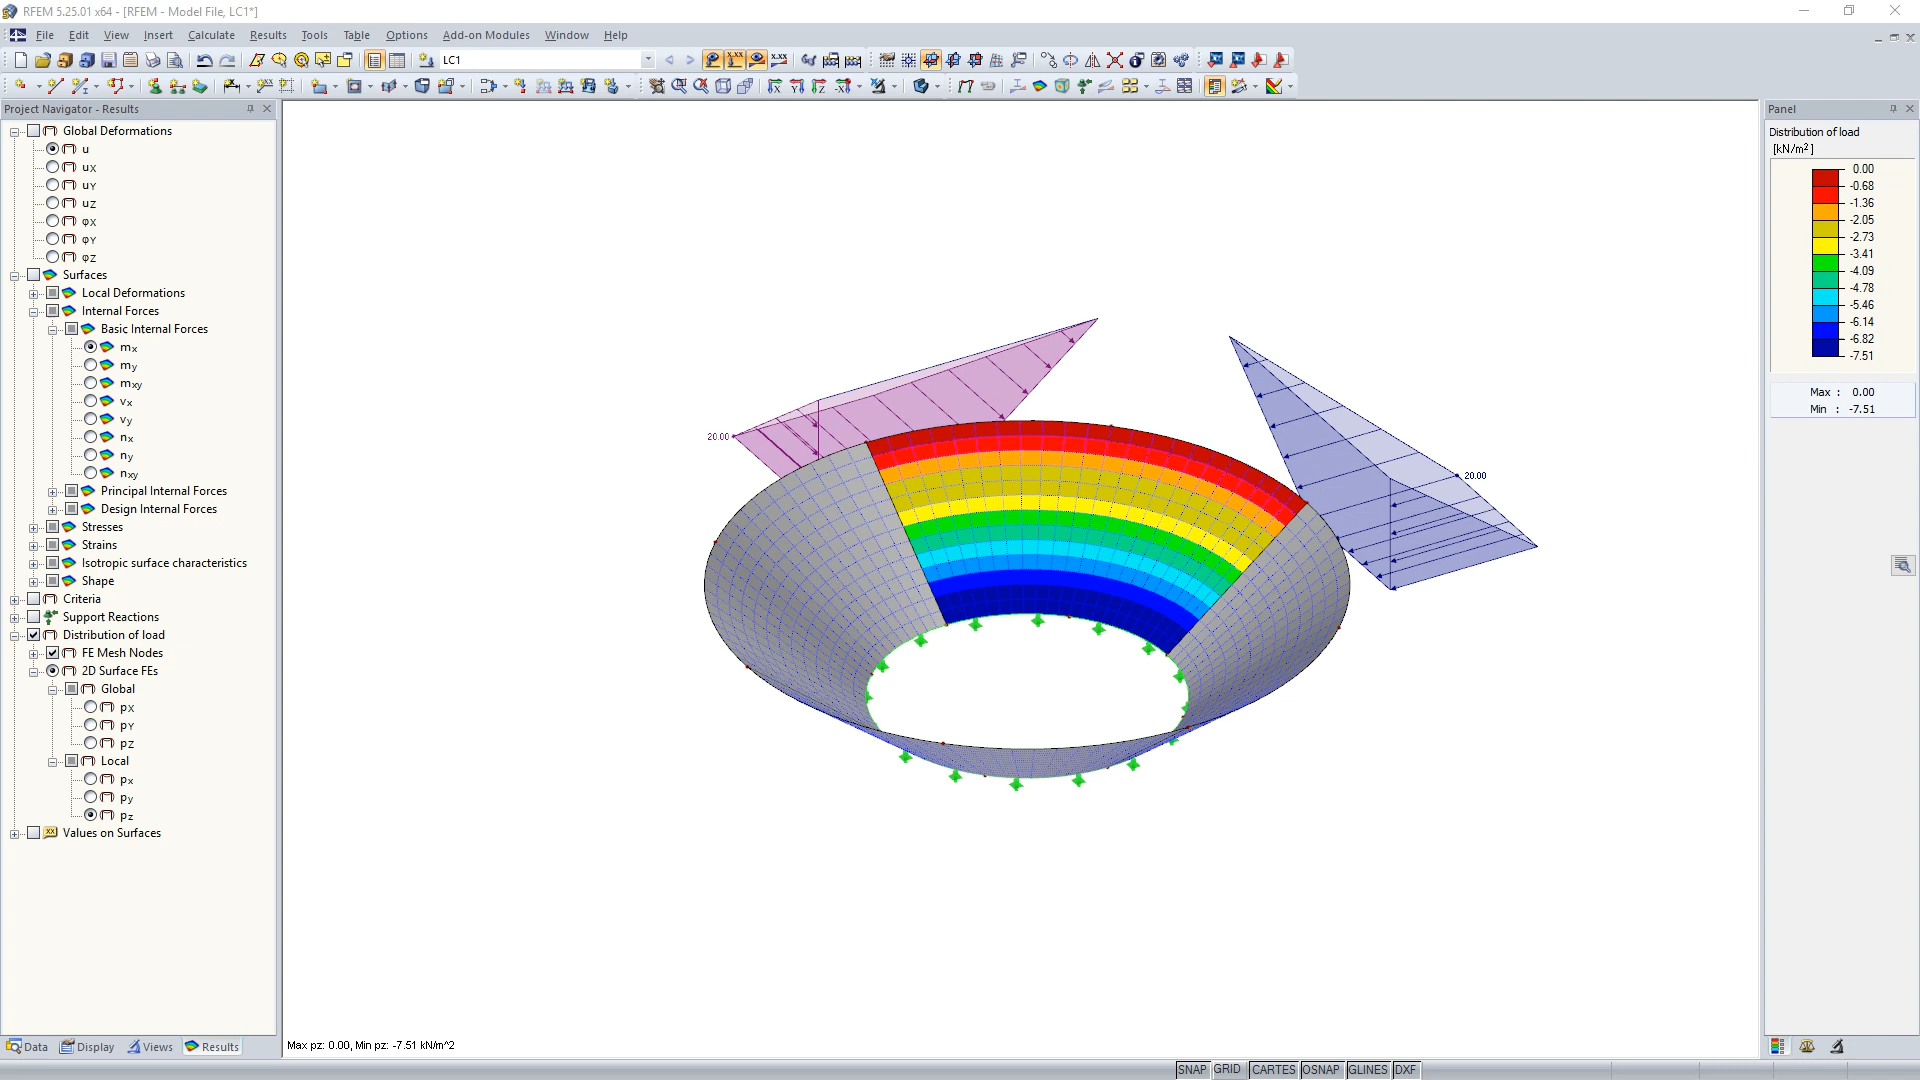 RFEM 5.25.01 x64 - [RFEM - Model File, LC1*]
File Edit View Insert Calculate Results Tools Table Options Add-on Modules Window Help
LC1
Project Navigator - Results
Global Deformations
u
uX
uY
uZ
φX
φY
φZ
Surfaces
Local Deformations
Internal Forces
Basic Internal Forces
mx
my
mxy
vx
vy
nx
ny
nxy
Principal Internal Forces
Design Internal Forces
Stresses
Strains
Isotropic surface characteristics
Shape
Criteria
Support Reactions
Distribution of load
FE Mesh Nodes
2D Surface FEs
Global
pX
pY
pZ
Local
px
py
pz
Values on Surfaces
Data Display Views Results
20.00
20.00
Max pz: 0.00, Min pz: -7.51 kN/m^2
Panel
Distribution of load
[kN/m²]
0.00
-0.68
-1.36
-2.05
-2.73
-3.41
-4.09
-4.78
-5.46
-6.14
-6.82
-7.51
Max : 0.00
Min : -7.51
SNAP GRID CARTES OSNAP GLINES DXF